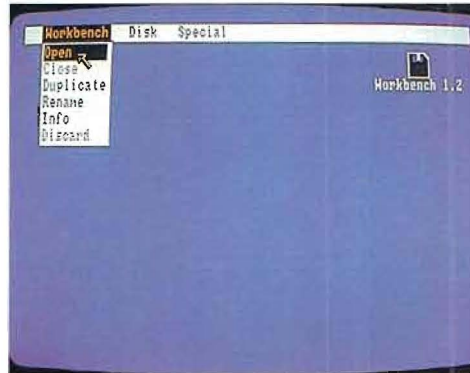 Workbench Disk Special
Open
Close
Duplicate
Rename
Info
Discard
Workbench 1.2